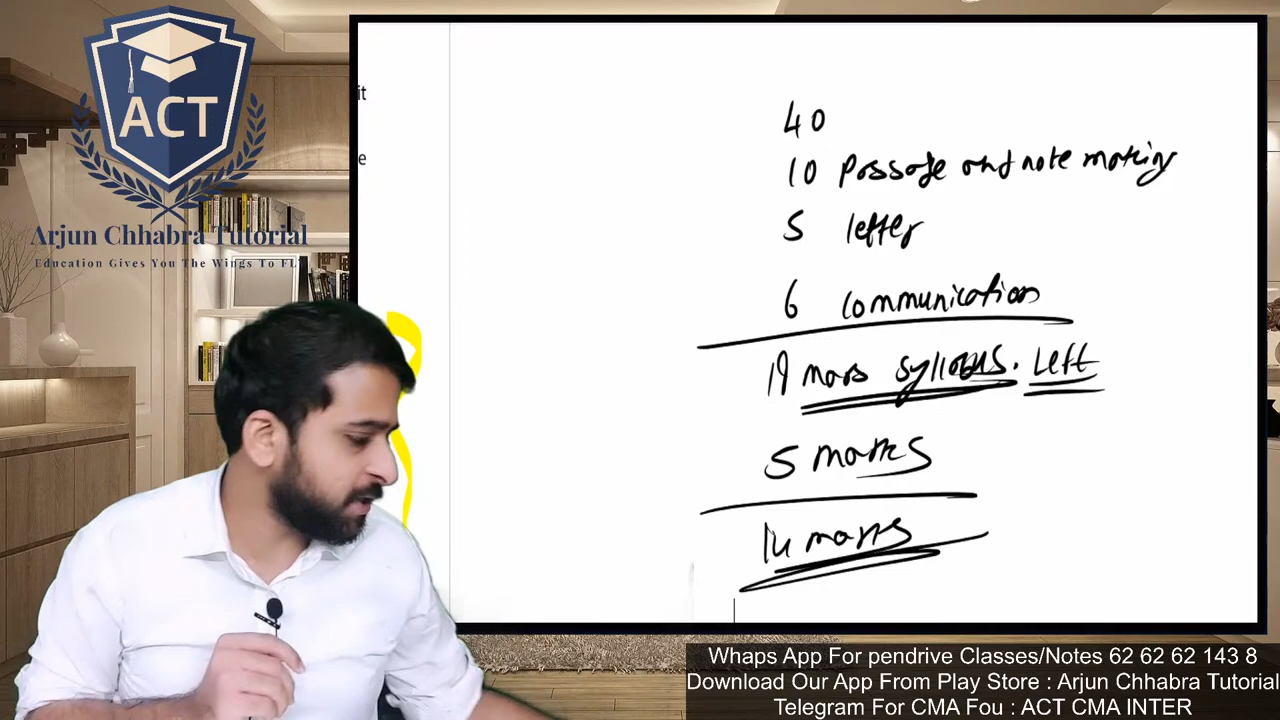 ACT
Arjun Chhabra Tutorial
Education Gives You The Wings To FL
it
e
40
10 Passage and note making
5 letter
6 communication
19 mars syllabus. Left
5 marks
14 marks
Whaps App For pendrive Classes/Notes 62 62 62 143 8
Download Our App From Play Store : Arjun Chhabra Tutorial
Telegram For CMA Fou : ACT CMA INTER